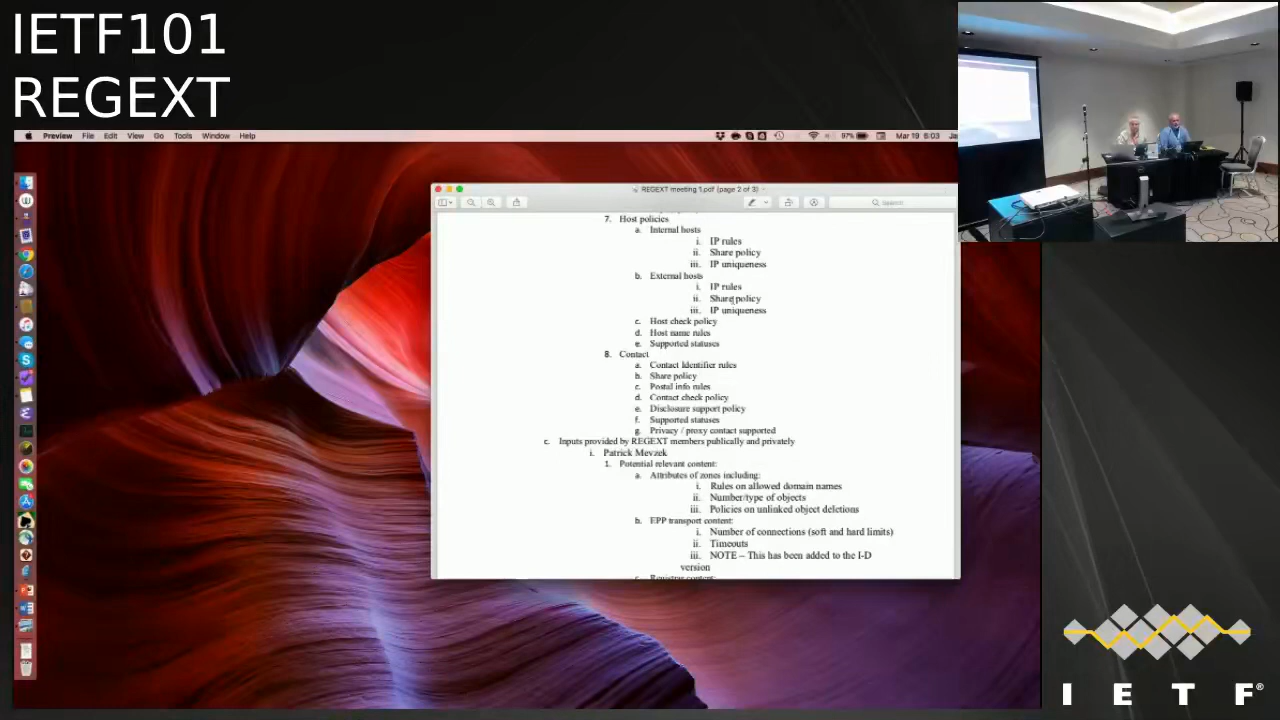 IETF101
REGEXT
Preview File Edit View Go Tools Window Help
97% Mar 19 6:03
REGEXT meeting 1.pdf (page 2 of 3)
Search
7. Host policies
a. Internal hosts
i. IP rules
ii. Share policy
iii. IP uniqueness
b. External hosts
i. IP rules
ii. Share policy
iii. IP uniqueness
c. Host check policy
d. Host name rules
e. Supported statuses
8. Contact
a. Contact Identifier rules
b. Share policy
c. Postal info rules
d. Contact check policy
e. Disclosure support policy
f. Supported statuses
g. Privacy / proxy contact supported
c. Inputs provided by REGEXT members publically and privately
i. Patrick Mevzek
1. Potential relevant content:
a. Attributes of zones including:
i. Rules on allowed domain names
ii. Number/type of objects
iii. Policies on unlinked object deletions
b. EPP transport content:
i. Number of connections (soft and hard limits)
ii. Timeouts
iii. NOTE – This has been added to the I-D
version
c. Registrar content:
I E T F®